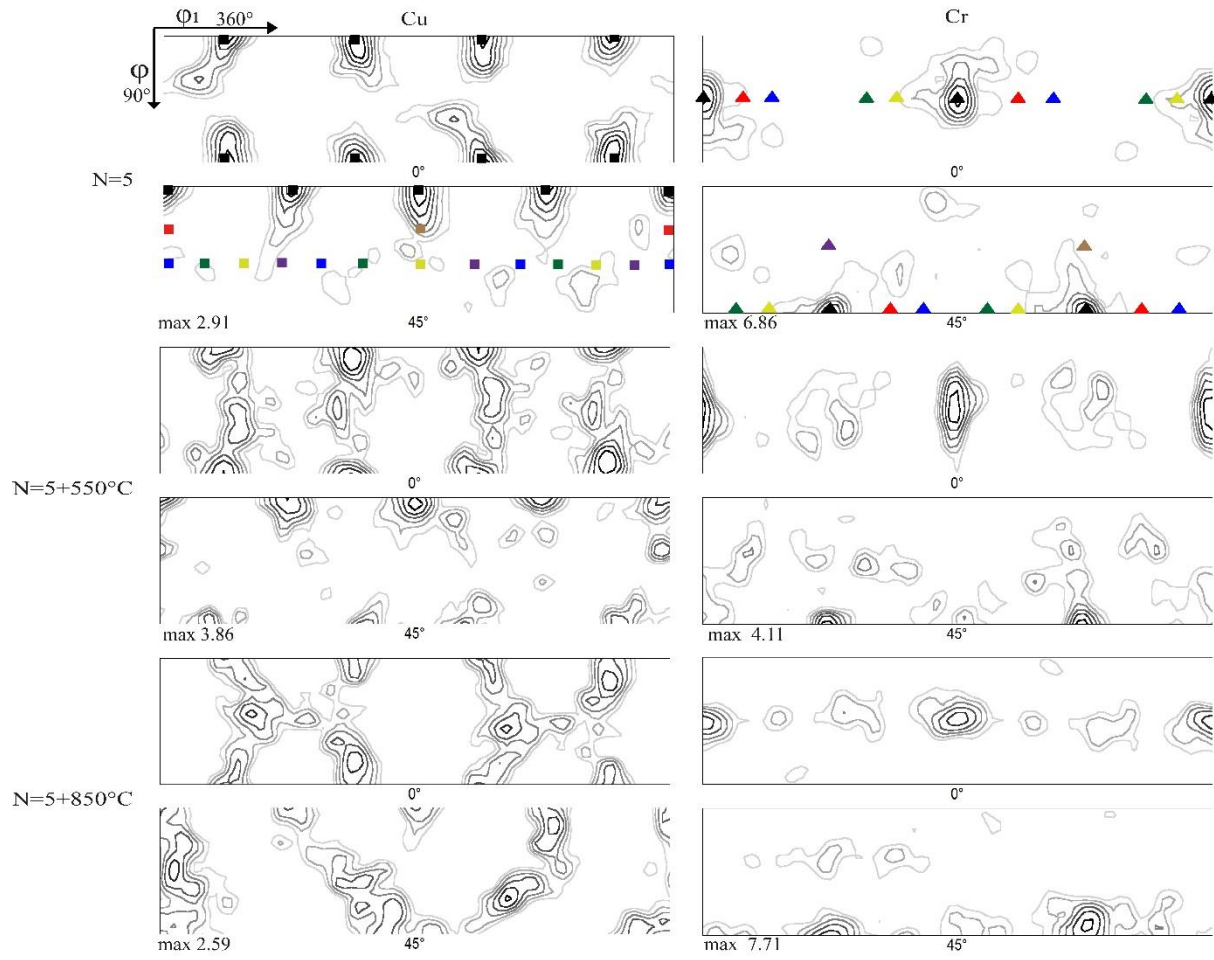 φ1 360° Cu Cr
φ
90°
0° 0°
N=5
max 2.91 45° max 6.86 45°
0° 0°
N=5+550°C
max 3.86 45° max 4.11 45°
0° 0°
N=5+850°C
max 2.59 45° max 7.71 45°